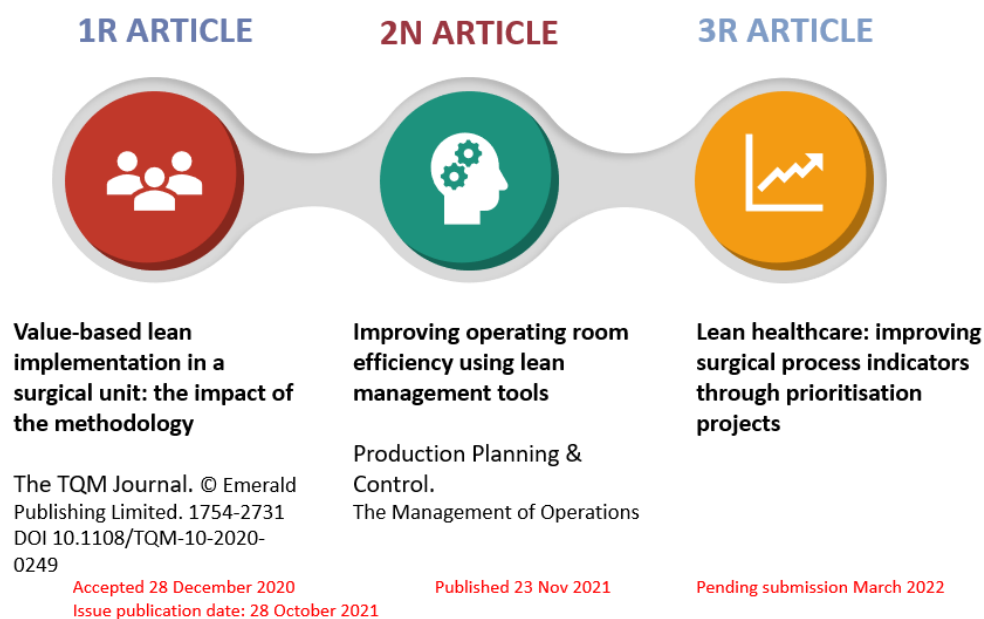 1R ARTICLE
2N ARTICLE
3R ARTICLE
Value-based lean
implementation in a
surgical unit: the impact of
the methodology
The TQM Journal. © Emerald
Publishing Limited. 1754-2731
DOI 10.1108/TQM-10-2020-
0249
Accepted 28 December 2020
Issue publication date: 28 October 2021
Improving operating room
efficiency using lean
management tools
Production Planning &
Control.
The Management of Operations
Published 23 Nov 2021
Lean healthcare: improving
surgical process indicators
through prioritisation
projects
Pending submission March 2022